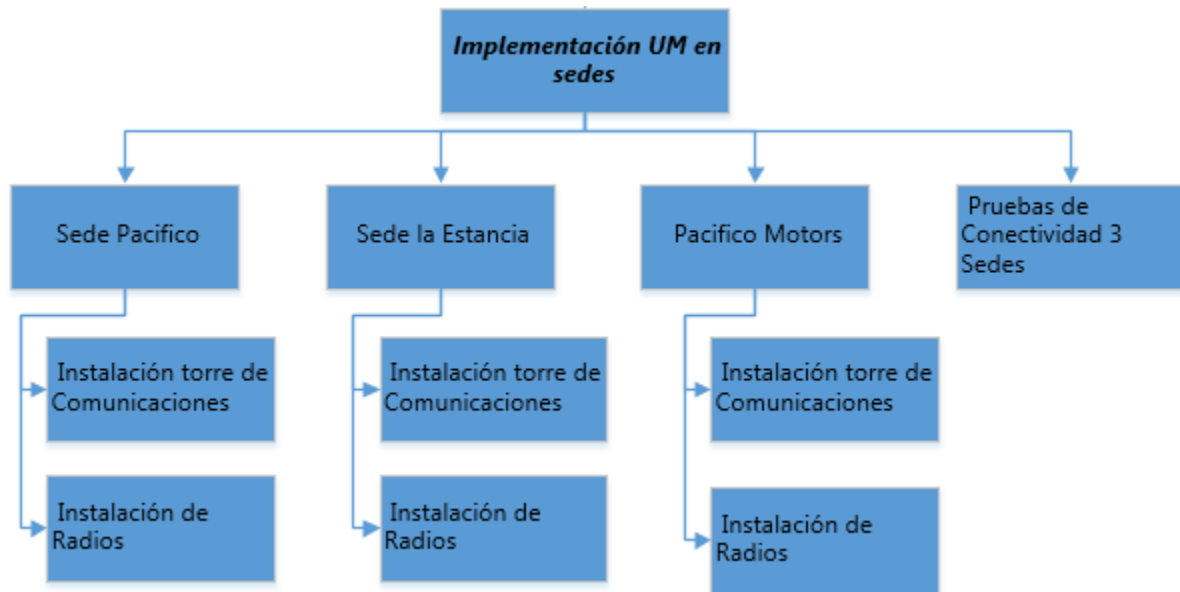 Implementación UM en
sedes
Sede Pacifico
Sede la Estancia
Pacifico Motors
Pruebas de
Conectividad 3
Sedes
Instalación torre de
Comunicaciones
Instalación torre de
Comunicaciones
Instalación torre de
Comunicaciones
Instalación de
Radios
Instalación de
Radios
Instalación de
Radios